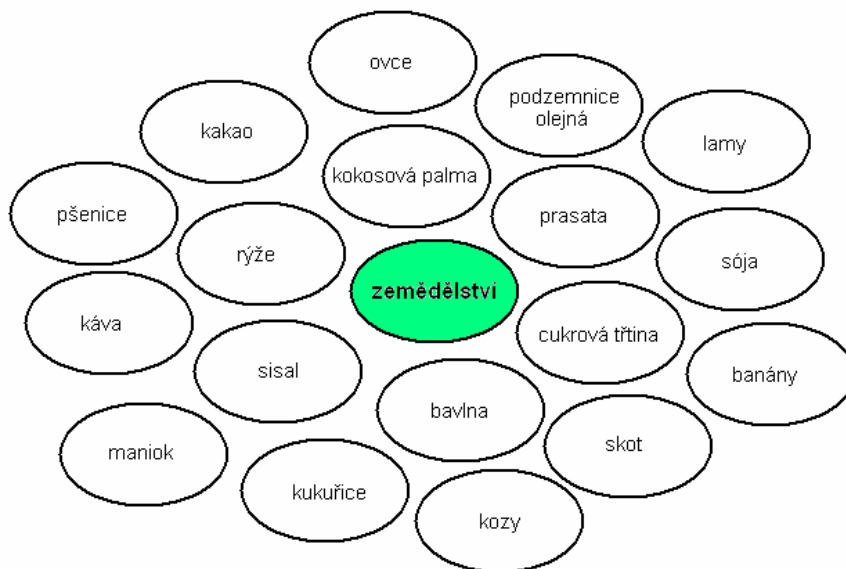 ovce
podzemnice
olejná
kakao
lamy
kokosová palma
pšenice
prasata
rýže
sója
zemědělství
káva
cukrová třtina
sisal
banány
bavlna
skot
maniok
kukuřice
kozy